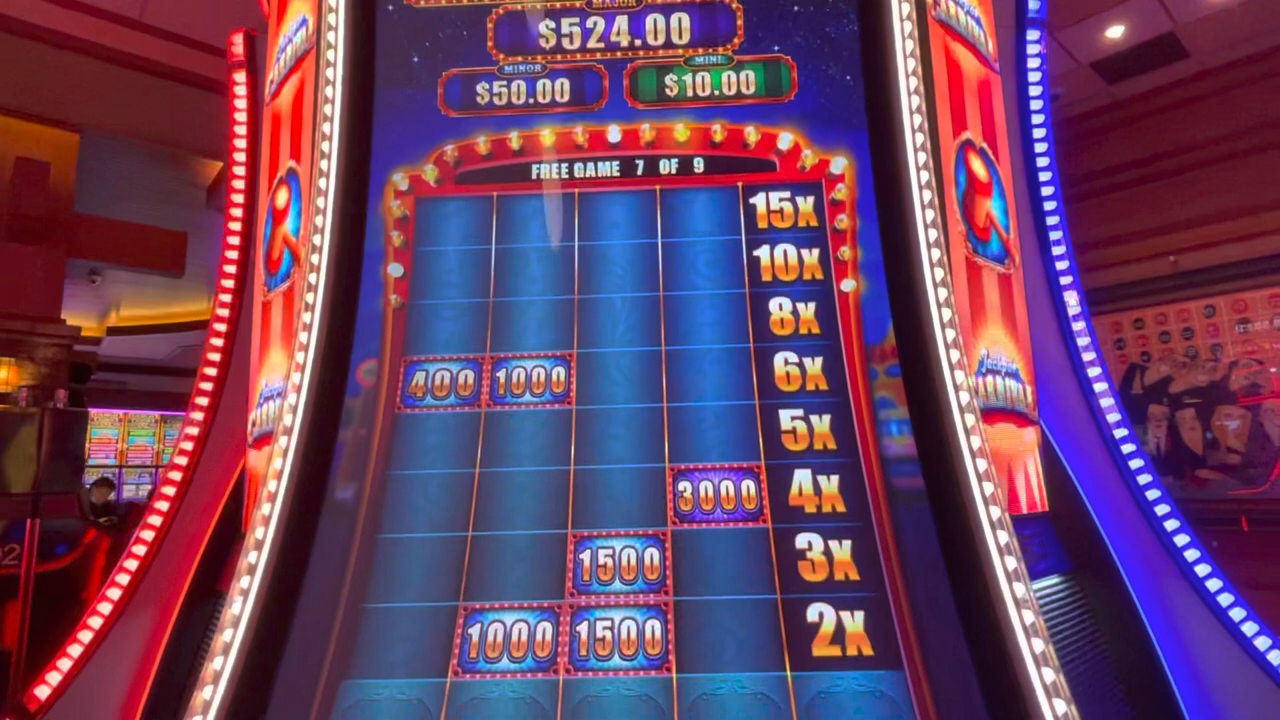 MAJOR
$524.00
MINOR
$50.00
MINI
$10.00
FREE GAME 7 OF 9
15X
10X
8X
400 1000 6X
5X
3000 4X
1500 3X
1000 1500 2X
Jackpot